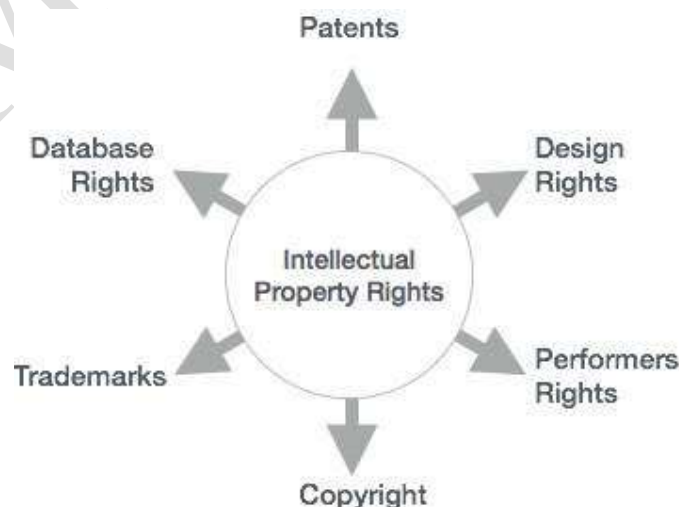 Patents
Database
Rights
Design
Rights
Intellectual
Property Rights
Trademarks
Performers
Rights
Copyright